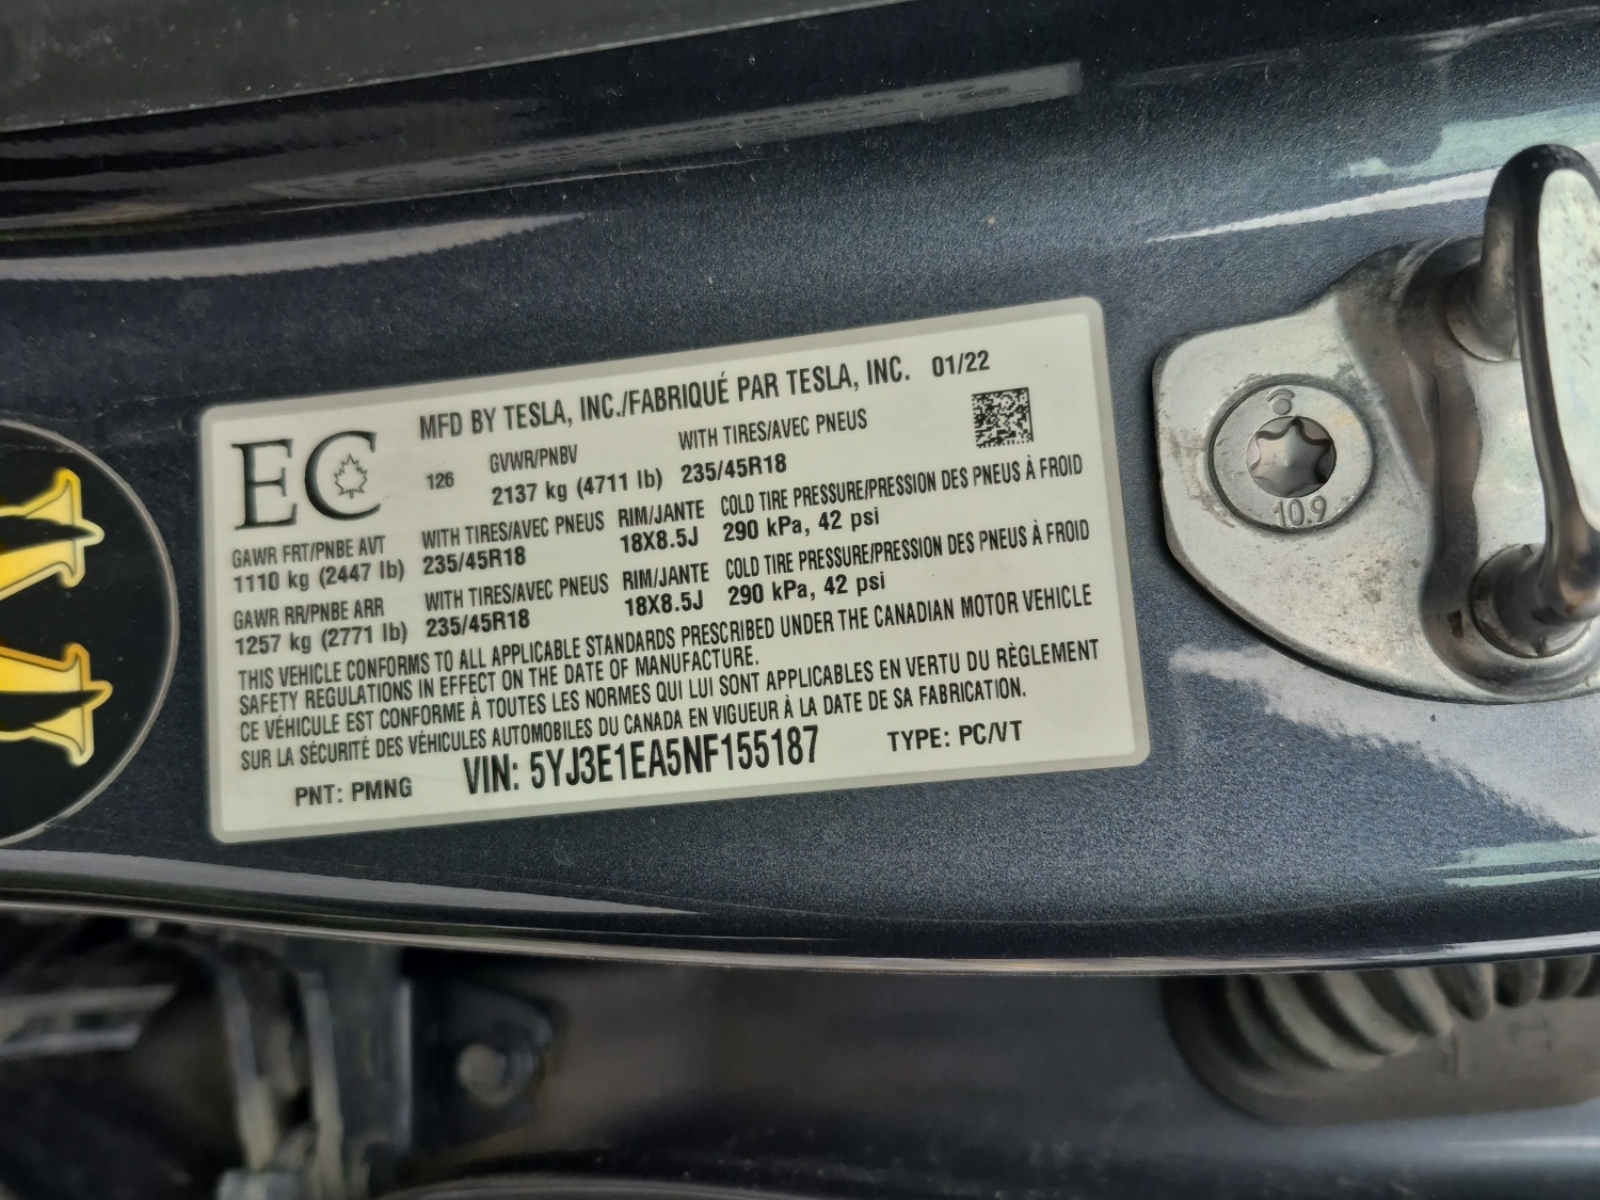 MFD BY TESLA, INC./FABRIQUÉ PAR TESLA, INC. 01/22
EC
126
GVWR/PNBV
2137 kg (4711 lb)
WITH TIRES/AVEC PNEUS
235/45R18
GAWR FRT/PNBE AVT
1110 kg (2447 lb)
WITH TIRES/AVEC PNEUS
235/45R18
RIM/JANTE
18X8.5J
COLD TIRE PRESSURE/PRESSION DES PNEUS À FROID
290 kPa, 42 psi
GAWR RR/PNBE ARR
1257 kg (2771 lb)
WITH TIRES/AVEC PNEUS
235/45R18
RIM/JANTE
18X8.5J
COLD TIRE PRESSURE/PRESSION DES PNEUS À FROID
290 kPa, 42 psi
THIS VEHICLE CONFORMS TO ALL APPLICABLE STANDARDS PRESCRIBED UNDER THE CANADIAN MOTOR VEHICLE
SAFETY REGULATIONS IN EFFECT ON THE DATE OF MANUFACTURE.
CE VÉHICULE EST CONFORME À TOUTES LES NORMES QUI LUI SONT APPLICABLES EN VERTU DU RÈGLEMENT
SUR LA SÉCURITÉ DES VÉHICULES AUTOMOBILES DU CANADA EN VIGUEUR À LA DATE DE SA FABRICATION.
PNT: PMNG
VIN: 5YJ3E1EA5NF155187
TYPE: PC/VT
10.9